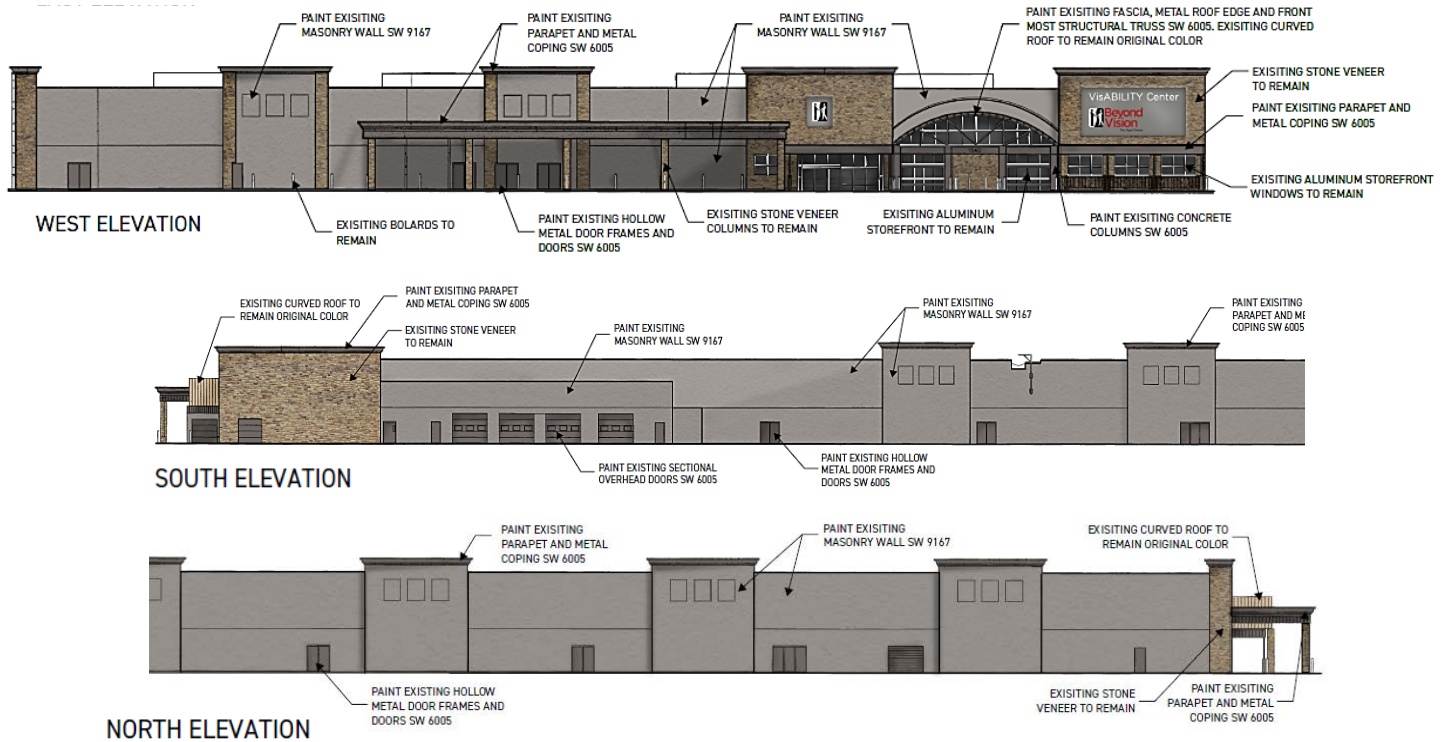 PAINT EXISITING
MASONRY WALL SW 9167
PAINT EXISITING
PARAPET AND METAL
COPING SW 6005
PAINT EXISITING
MASONRY WALL SW 9167
PAINT EXISTING FASCIA, METAL ROOF EDGE AND FRONT
MOST STRUCTURAL TRUSS SW 6005. EXISTING CURVED
ROOF TO REMAIN ORIGINAL COLOR
EXISITING STONE VENEER
TO REMAIN
PAINT EXISITING PARAPET AND
METAL COPING SW 6005
EXISITING ALUMINUM STOREFRONT
WINDOWS TO REMAIN
VisABILITY Center
Beyond
Vision
WEST ELEVATION
EXISITING BOLARDS TO
REMAIN
PAINT EXISTING HOLLOW
METAL DOOR FRAMES AND
DOORS SW 6005
EXISITING STONE VENEER
COLUMNS TO REMAIN
EXISITING ALUMINUM
STOREFRONT TO REMAIN
PAINT EXISITING CONCRETE
COLUMNS SW 6005
EXISITING CURVED ROOF TO
REMAIN ORIGINAL COLOR
PAINT EXISITING PARAPET
AND METAL COPING SW 6005
EXISITING STONE VENEER
TO REMAIN
PAINT EXISITING
MASONRY WALL SW 9167
PAINT EXISITING
MASONRY WALL SW 9167
PAINT EXISITING
PARAPET AND ME
COPING SW 6005
PAINT EXISTING SECTIONAL
OVERHEAD DOORS SW 6005
PAINT EXISTING HOLLOW
METAL DOOR FRAMES AND
DOORS SW 6005
SOUTH ELEVATION
PAINT EXISITING
PARAPET AND METAL
COPING SW 6005
PAINT EXISITING
MASONRY WALL SW 9167
EXISITING CURVED ROOF TO
REMAIN ORIGINAL COLOR
PAINT EXISTING HOLLOW
METAL DOOR FRAMES AND
DOORS SW 6005
EXISITING STONE
VENEER TO REMAIN
PAINT EXISITING
PARAPET AND METAL
COPING SW 6005
NORTH ELEVATION